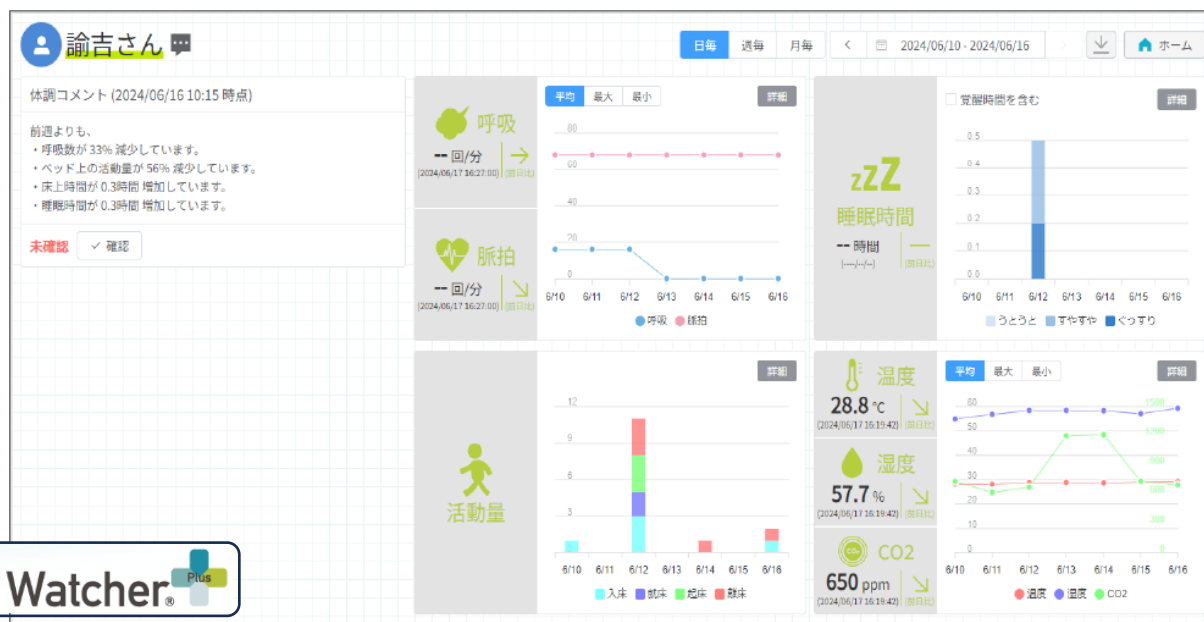 諭吉さん
日毎 週毎 月毎 < 2024/06/10 - 2024/06/16 ホーム
体調コメント (2024/06/16 10:15 時点)
前週よりも、
・呼吸数が 33% 減少しています。
・ベッド上の活動量が 56% 減少しています。
・床上時間が 0.3時間 増加しています。
・睡眠時間が 0.3時間 増加しています。
未確認 ✓ 確認
呼吸
-- 回/分
(2024/06/17 16:27:00) (前日比)
脈拍
-- 回/分
(2024/06/17 16:27:00) (前日比)
平均 最大 最小 詳細
80
60
40
20
0
6/10 6/11 6/12 6/13 6/14 6/15 6/16
呼吸 脈拍
zZZ
睡眠時間
-- 時間
(----/--/--) (前日比)
覚醒時間を含む 詳細
0.5
0.4
0.3
0.2
0.1
0.0
6/10 6/11 6/12 6/13 6/14 6/15 6/16
うとうと すやすや ぐっすり
活動量
詳細
12
9
6
3
6/10 6/11 6/12 6/13 6/14 6/15 6/16
入床 就床 起床 離床
温度
28.8 °C
(2024/06/17 16:19:42) (前日比)
湿度
57.7 %
(2024/06/17 16:19:42) (前日比)
CO2
CO2
650 ppm
(2024/06/17 16:19:42) (前日比)
平均 最大 最小 詳細
60 1500
50 1200
40 900
30 600
20
10 300
0 0
6/10 6/11 6/12 6/13 6/14 6/15 6/16
温度 湿度 CO2
Watcher® Plus